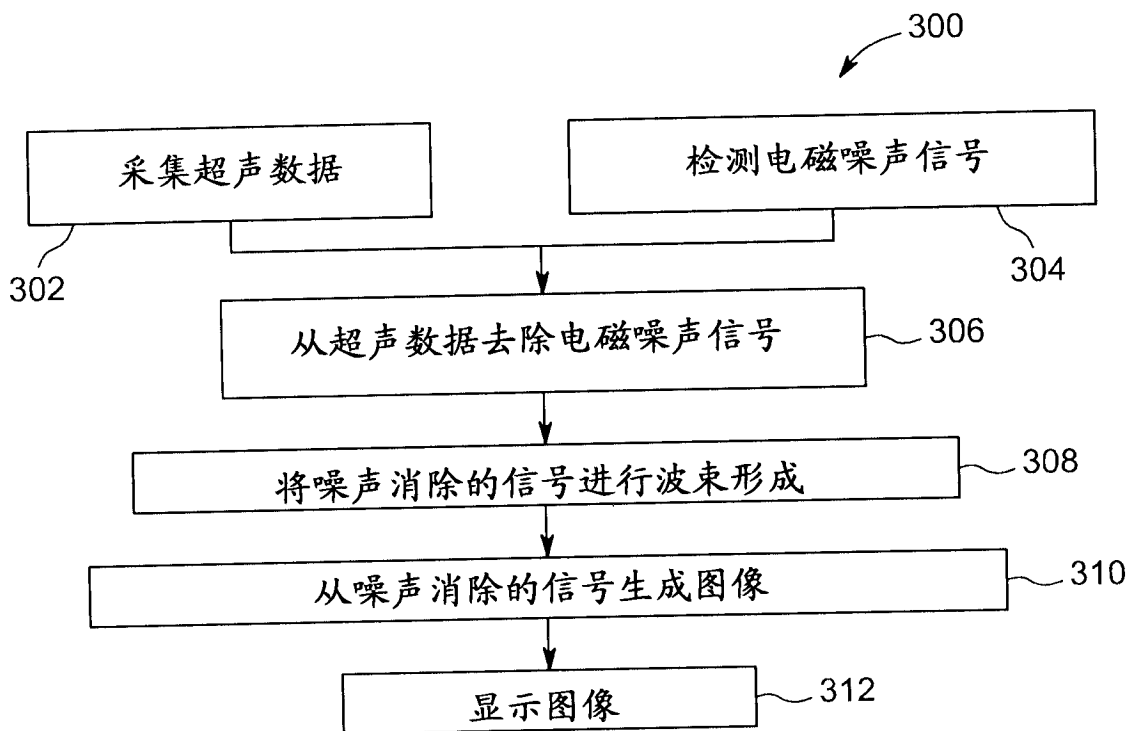 300
采集超声数据
检测电磁噪声信号
302
304
从超声数据去除电磁噪声信号
306
将噪声消除的信号进行波束形成
308
从噪声消除的信号生成图像
310
显示图像
312